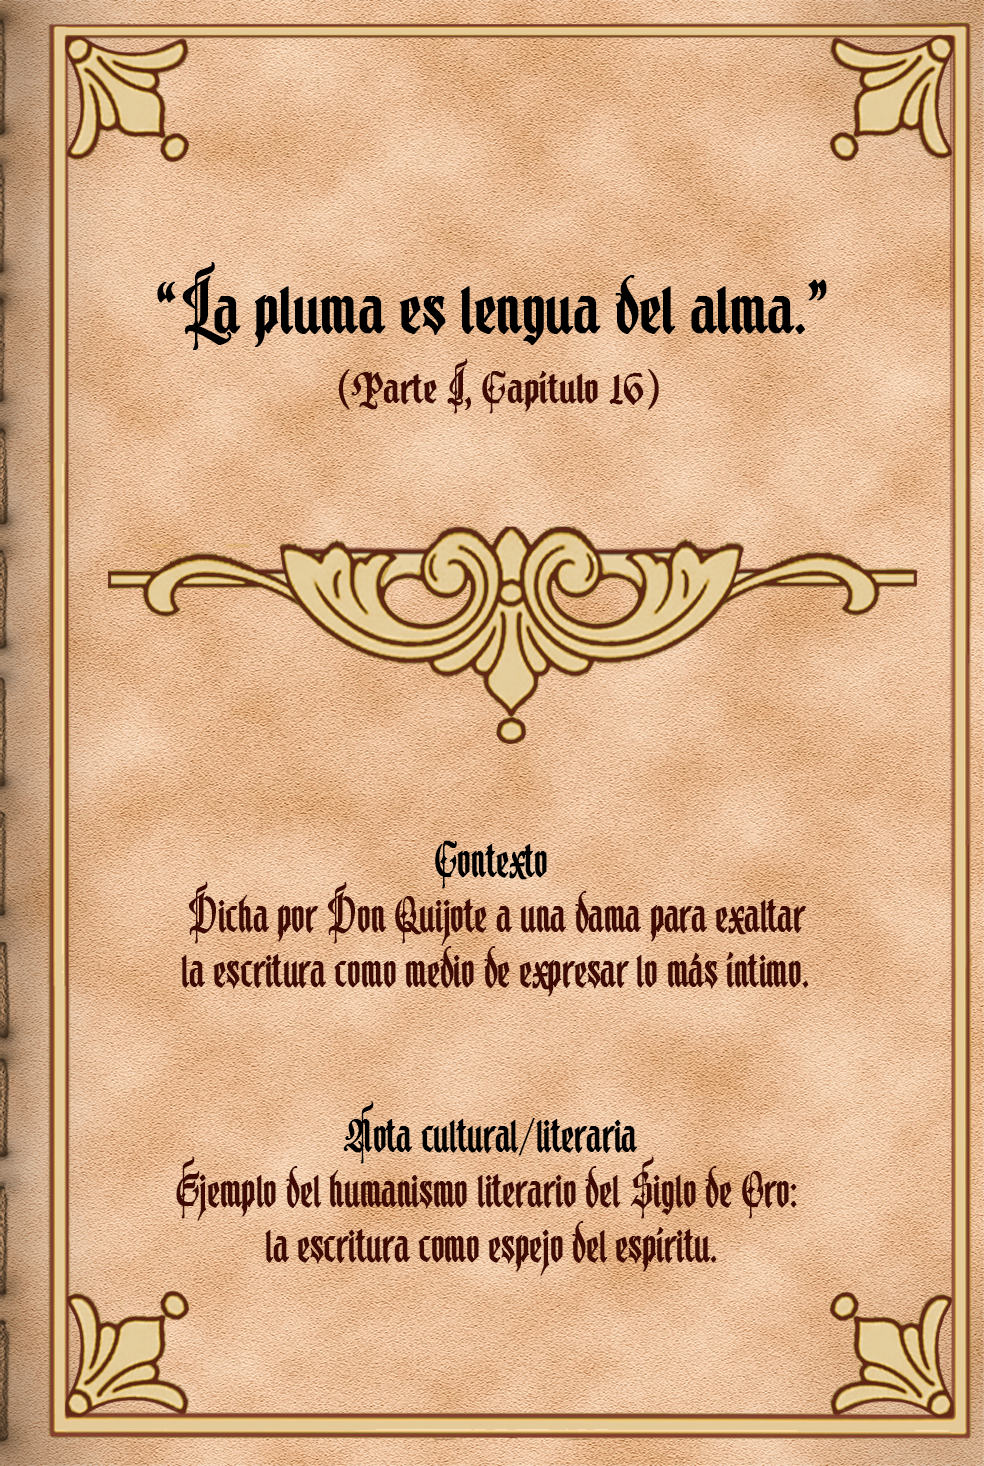 “La pluma es lengua del alma.”
(Parte I, Capítulo 16)
Contexto
Dicha por Don Quijote a una dama para exaltar
la escritura como medio de expresar lo más íntimo.
Nota cultural/literaria
Ejemplo del humanismo literario del Siglo de Oro:
la escritura como espejo del espíritu.